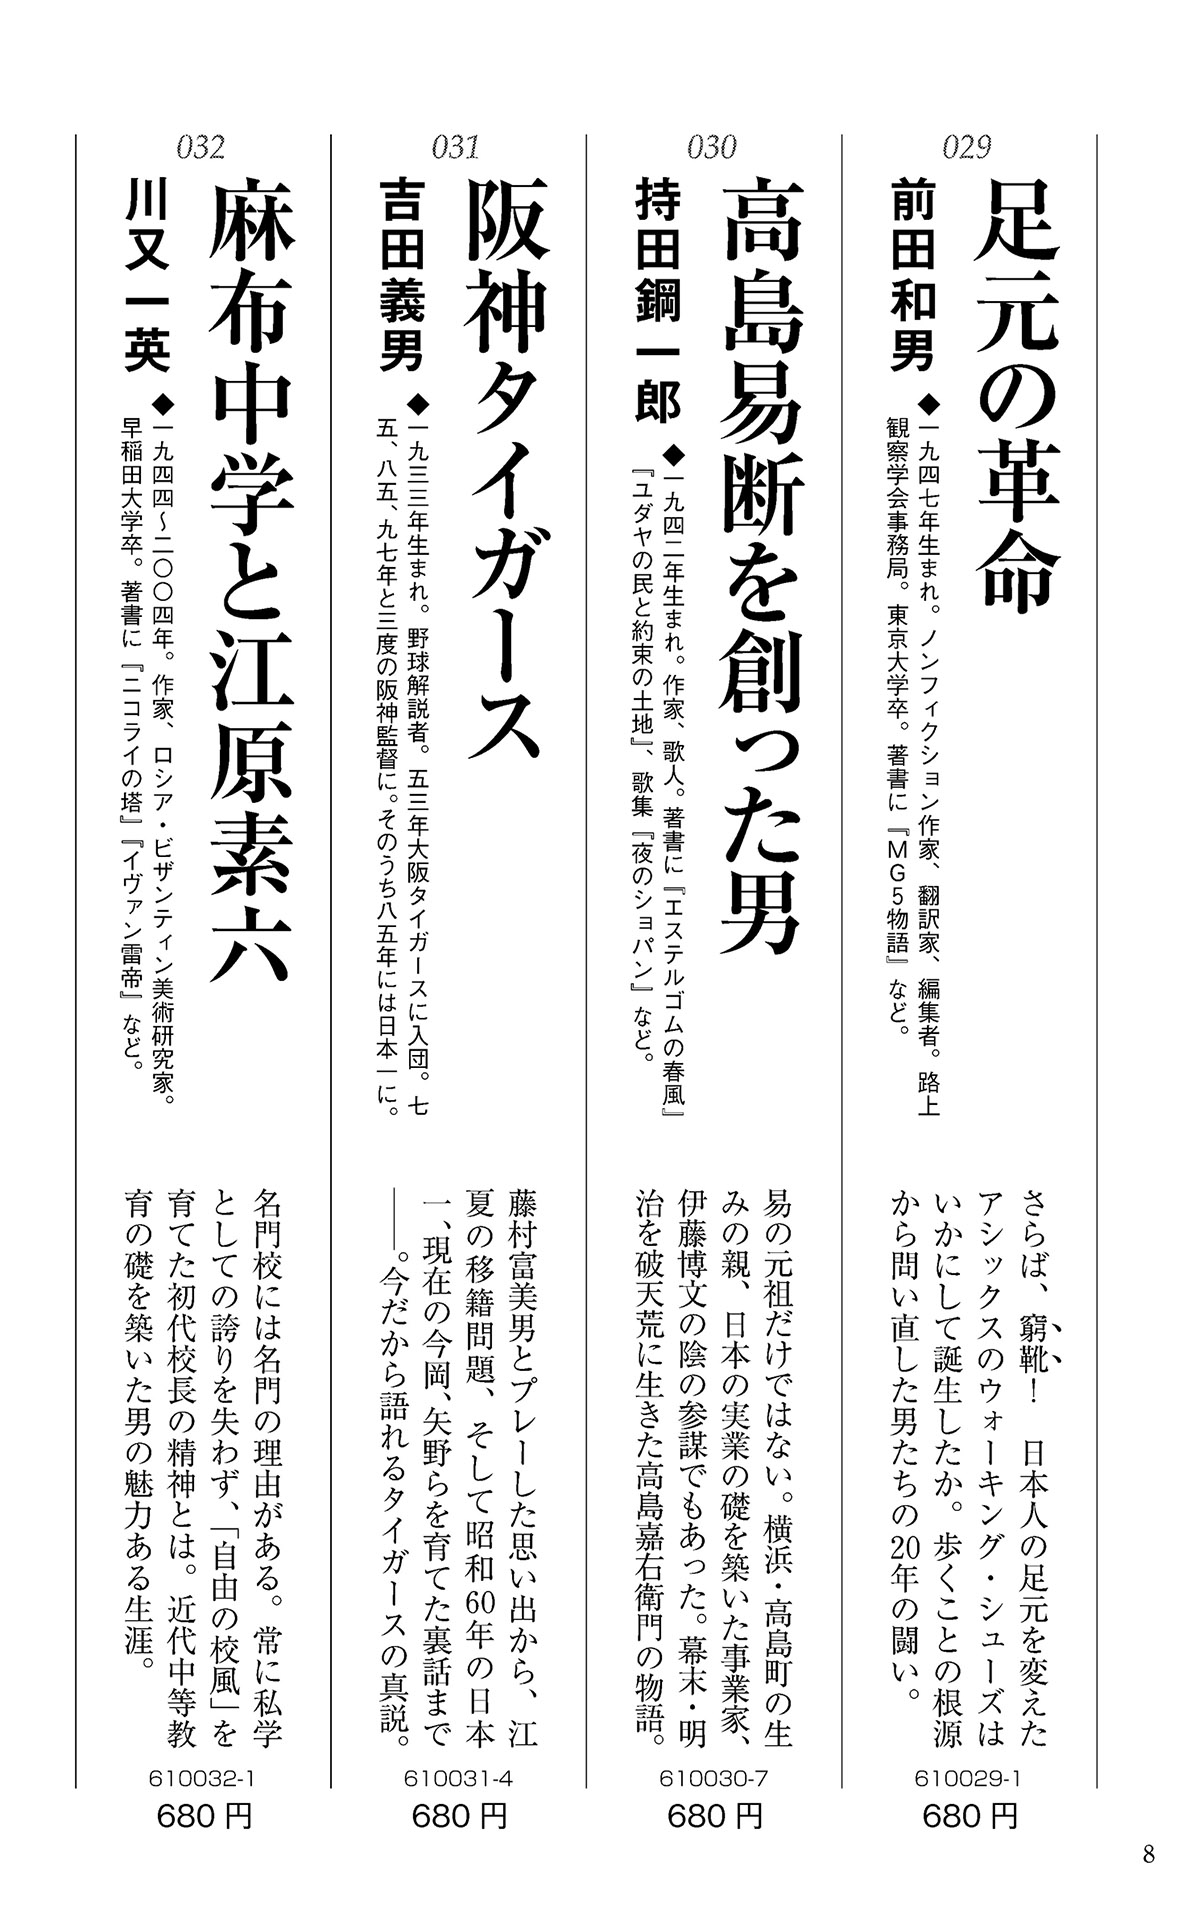 029
足元の革命
前田和男
◆一九四七年生まれ。ノンフィクション作家、翻訳家、編集者。路上
観察学会事務局。東京大学卒。著書に『MG5物語』など。
さらば、窮靴！　日本人の足元を変えた
アシックスのウォーキング・シューズは
いかにして誕生したか。歩くことの根源
から問い直した男たちの20年の闘い。
610029-1
680円
030
高島易断を創った男
持田鋼一郎
◆一九四二年生まれ。作家、歌人。著書に『エステルゴムの春風』
『ユダヤの民と約束の土地』、歌集『夜のショパン』など。
易の元祖だけではない。横浜・高島町の生
みの親、日本の実業の礎を築いた事業家、
伊藤博文の陰の参謀でもあった。幕末・明
治を破天荒に生きた高島嘉右衛門の物語。
610030-7
680円
031
阪神タイガース
吉田義男
◆一九三三年生まれ。野球解説者。五三年大阪タイガースに入団。七
五、八五、九七年と三度の阪神監督に。そのうち八五年には日本一に。
藤村富美男とプレーした思い出から、江
夏の移籍問題、そして昭和60年の日本
一、現在の今岡、矢野らを育てた裏話まで
――。今だから語れるタイガースの真説。
610031-4
680円
032
麻布中学と江原素六
川又一英
◆一九四四～二〇〇四年。作家、ロシア・ビザンティン美術研究家。
早稲田大学卒。著書に『ニコライの塔』『イヴァン雷帝』など。
名門校には名門の理由がある。常に私学
としての誇りを失わず、「自由の校風」を
育てた初代校長の精神とは。近代中等教
育の礎を築いた男の魅力ある生涯。
610032-1
680円
8